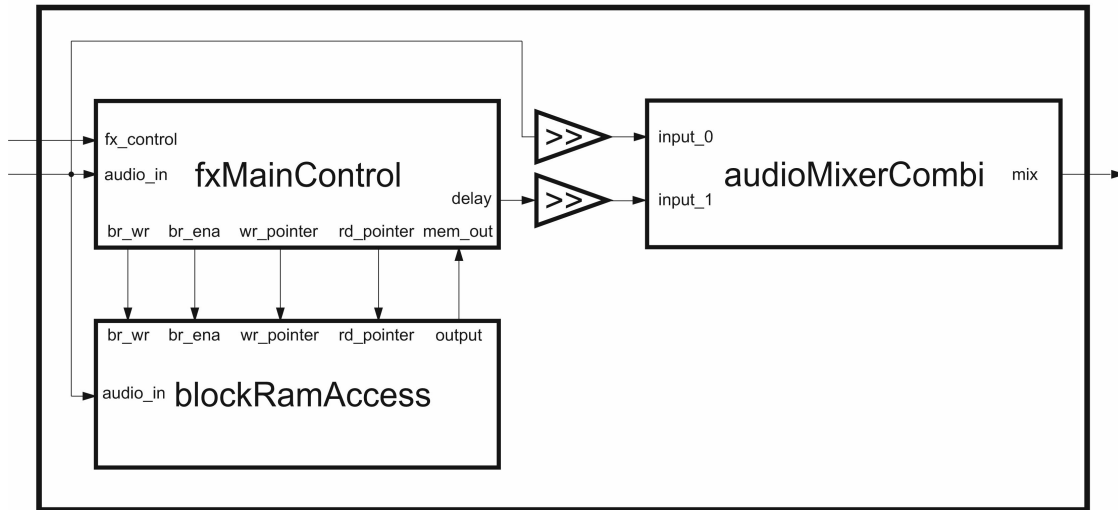 fx_control
audio_in
fxMainControl
delay
br_wr br_ena wr_pointer rd_pointer mem_out
>>
>>
input_0
input_1
audioMixerCombi
mix
br_wr br_ena wr_pointer rd_pointer output
audio_in
blockRamAccess